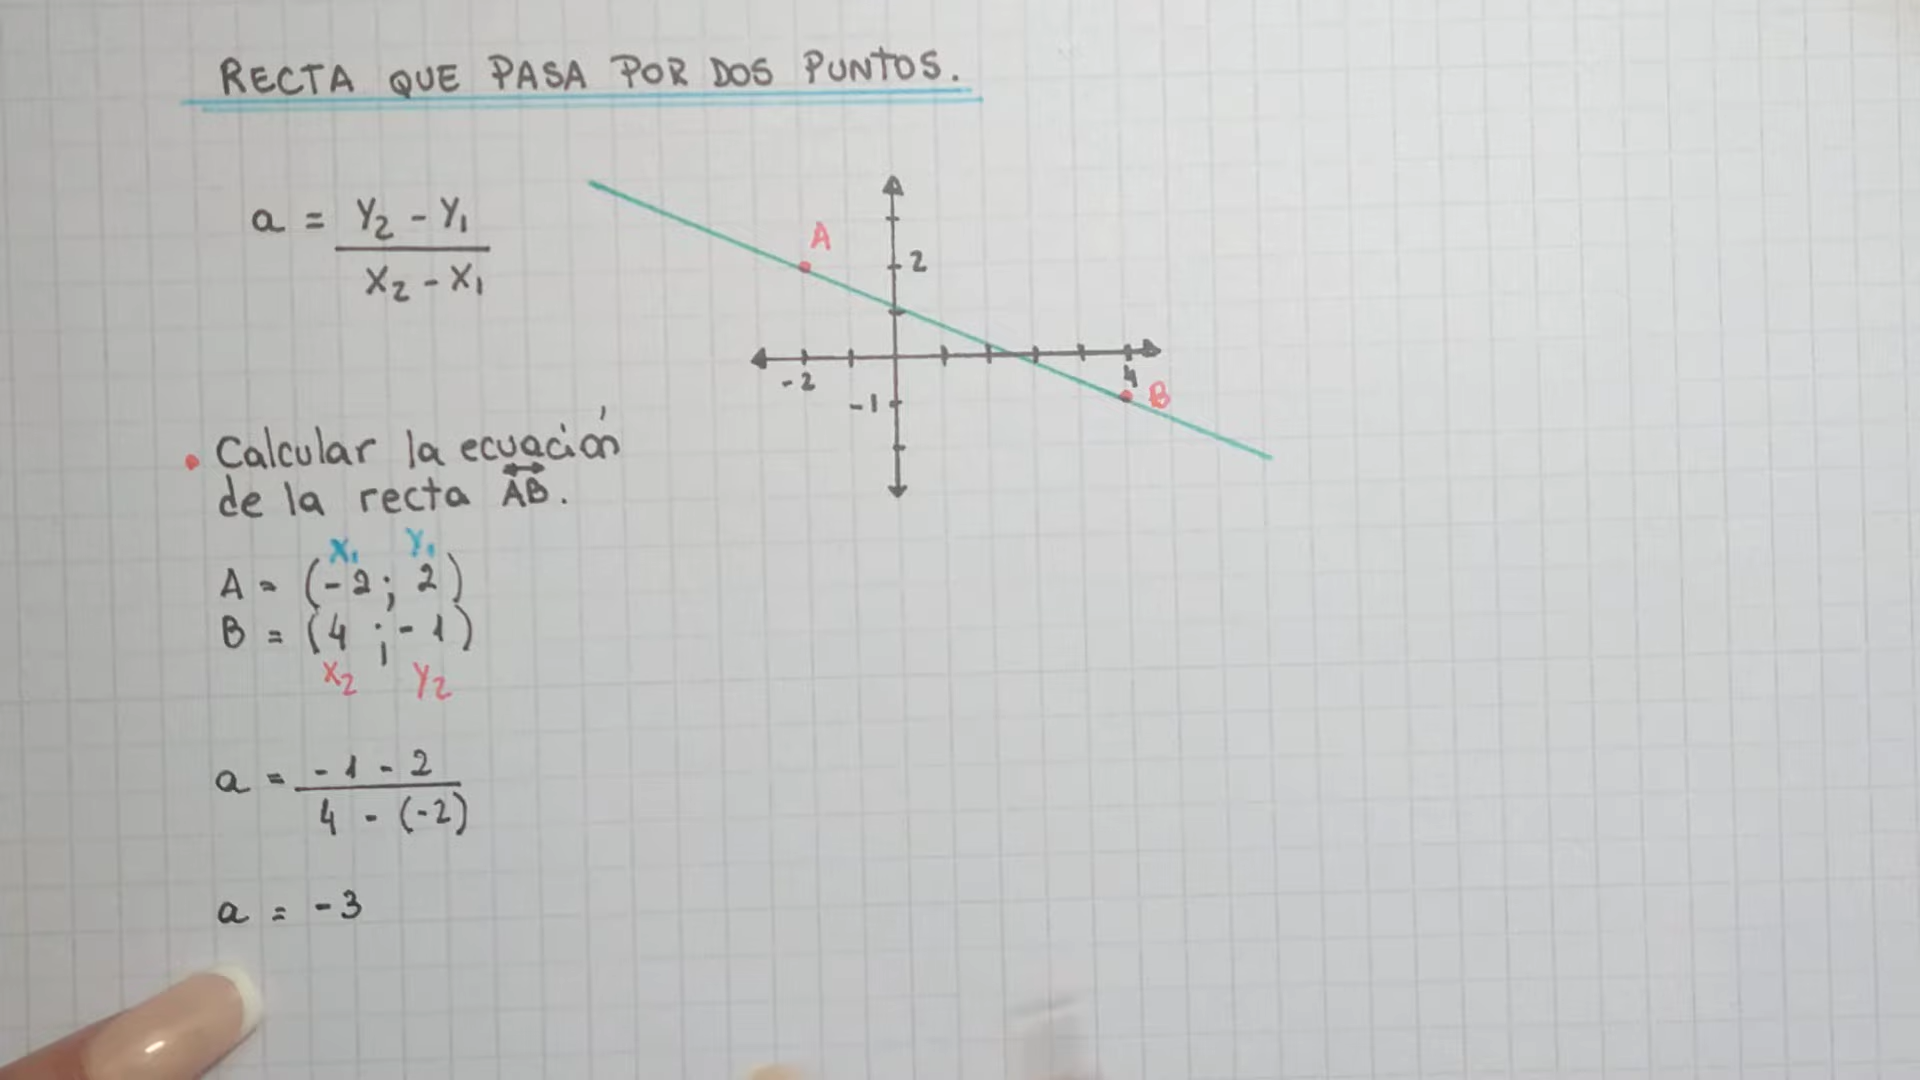 RECTA QUE PASA POR DOS PUNTOS.
a = Y2 - Y1
X2 - X1
A
2
-2
4
B
-1
• Calcular la ecuación
de la recta AB.
X1 Y1
A = (-2; 2)
B = (4 ; -1)
X2 Y2
a = -1 - 2
4 - (-2)
a = -3